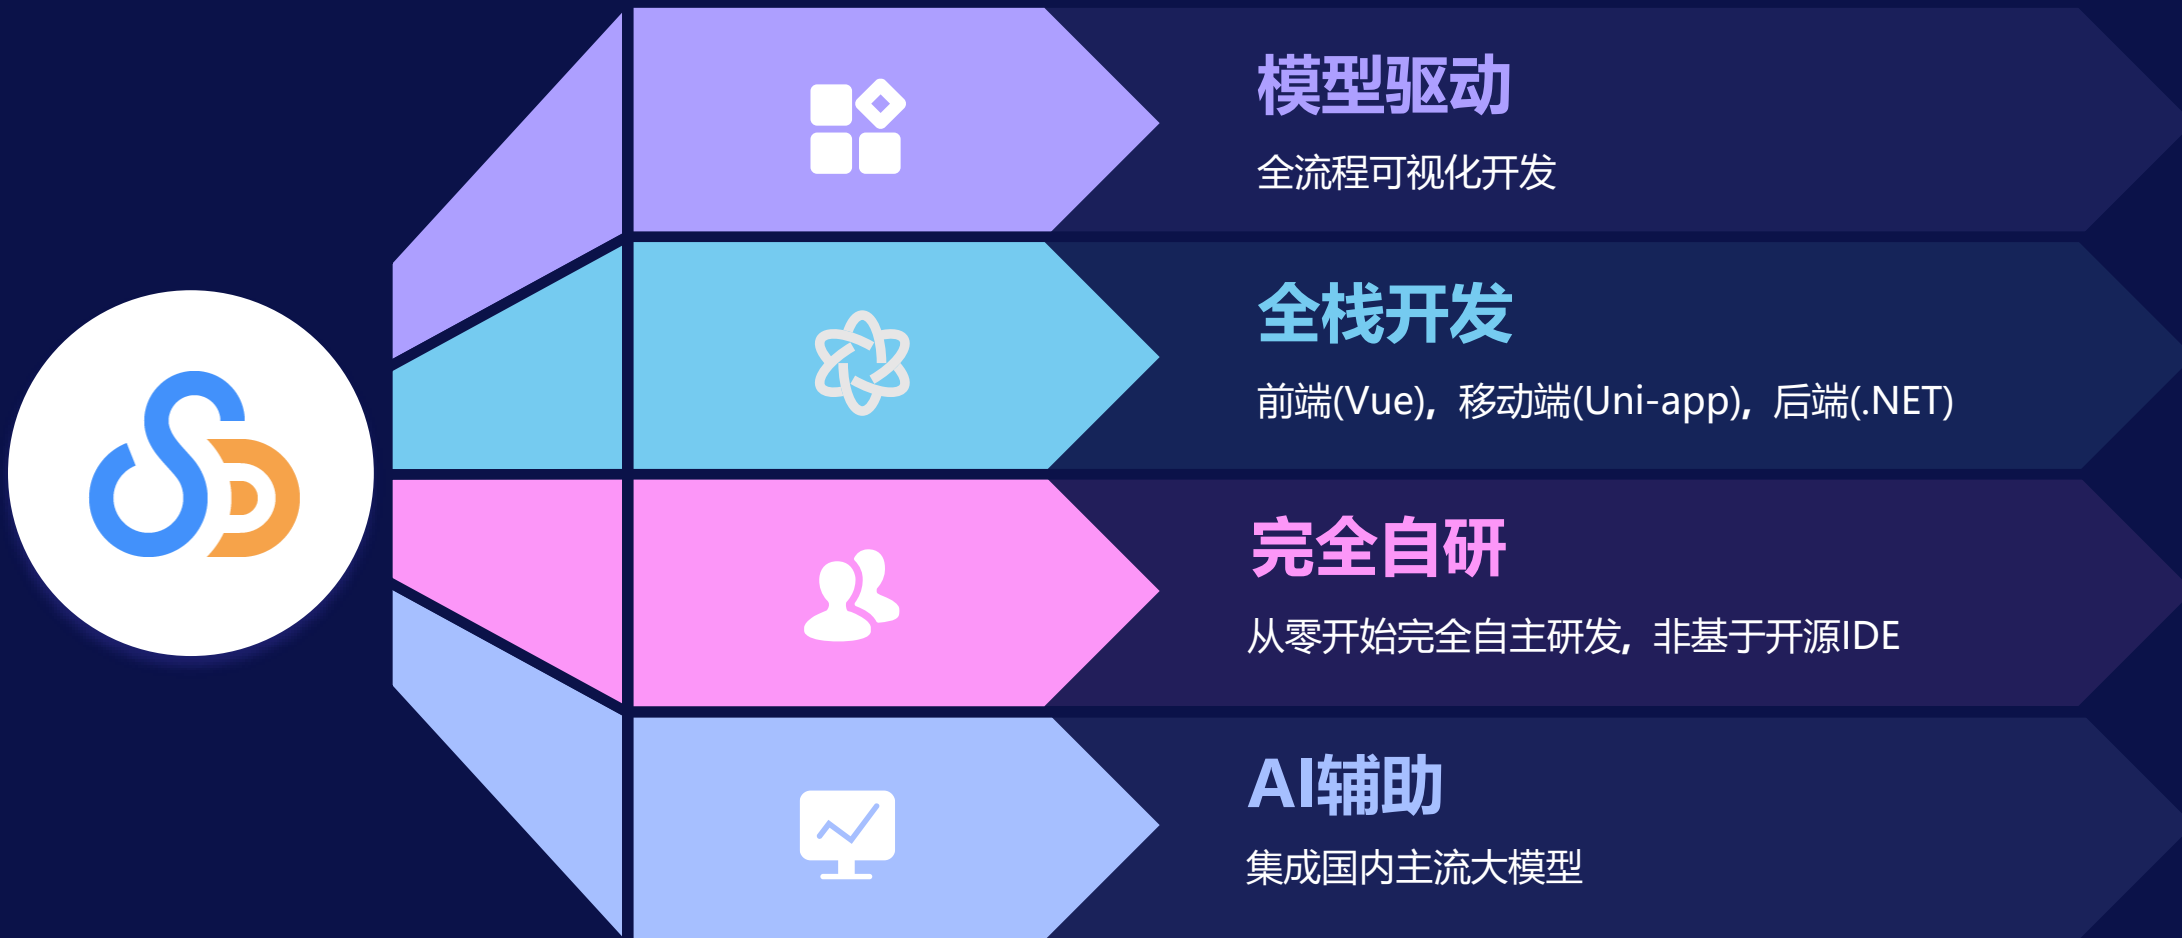 模型驱动
全流程可视化开发
全栈开发
前端(Vue)，移动端(Uni-app)，后端(.NET)
完全自研
从零开始完全自主研发，非基于开源IDE
AI辅助
集成国内主流大模型